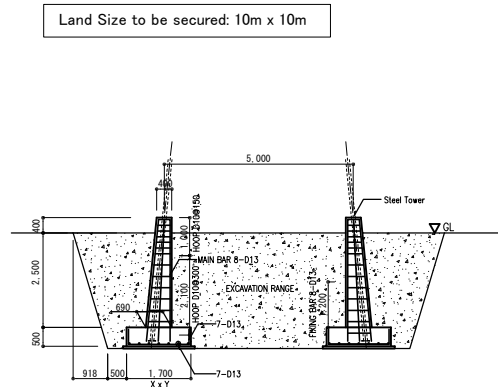 Land Size to be secured: 10m x 10m
5,000
400
Steel Tower
GL
400
2,500
500
1,000
2,100
HOOP D10@150
HOOP D10@300
MAIN BAR 8-D13
EXCAVATION RANGE
FIXING BAR 8-D13
1,200
690
7-D13
7-D13
918
500
1,700
X x Y